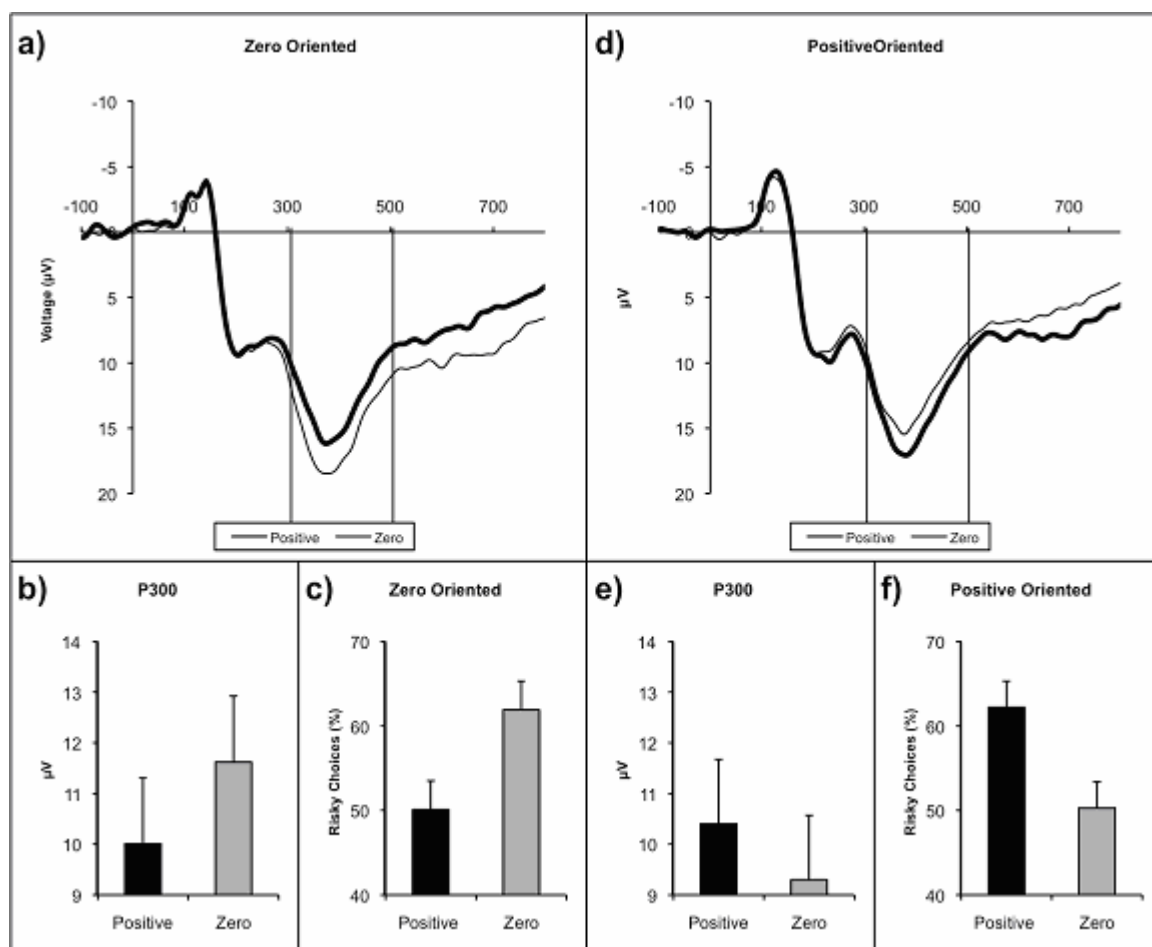 a)
Zero Oriented
-10
-5
-100
100
300
500
700
5
10
15
20
Voltage (µV)
Positive
Zero
d)
PositiveOriented
-10
-5
-100
100
300
500
700
5
10
15
20
µV
Positive
Zero
b)
P300
14
13
12
11
10
9
µV
Positive
Zero
c)
Zero Oriented
70
60
50
40
Risky Choices (%)
Positive
Zero
e)
P300
14
13
12
11
10
9
µV
Positive
Zero
f)
Positive Oriented
70
60
50
40
Risky Choices (%)
Positive
Zero